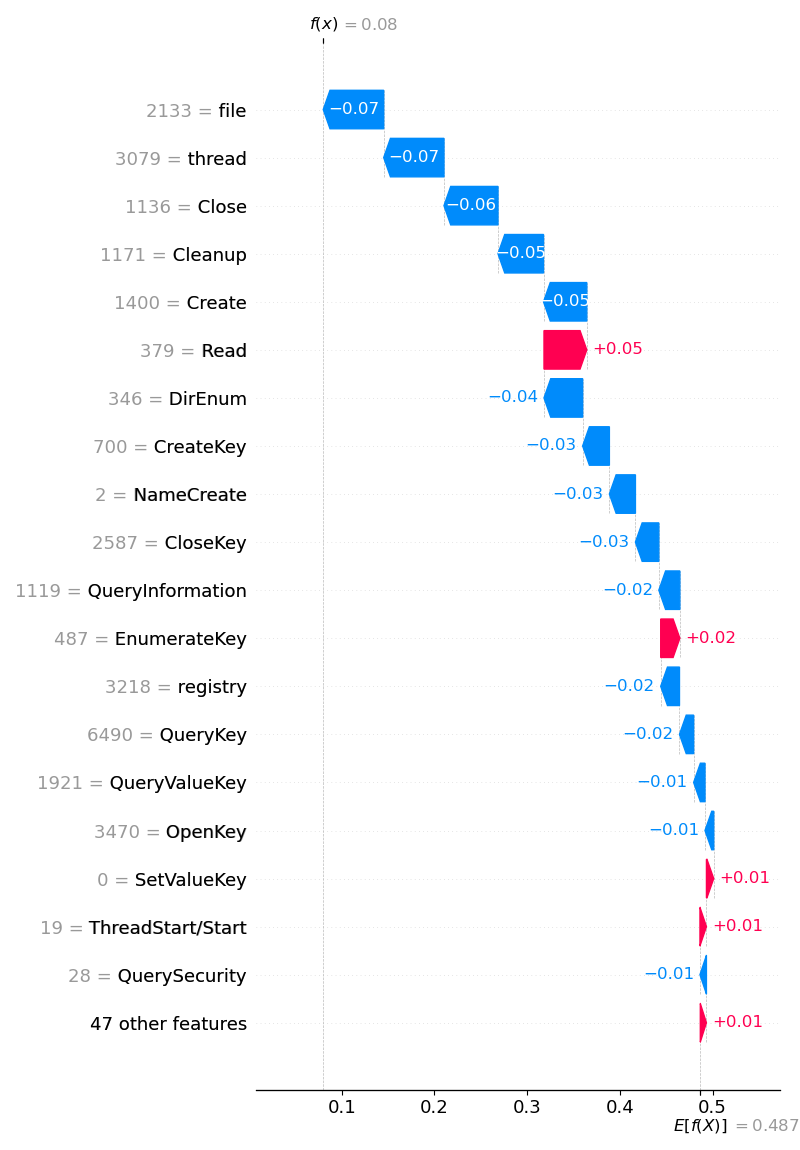 f(x) = 0.08
2133 = file −0.07
3079 = thread −0.07
1136 = Close −0.06
1171 = Cleanup −0.05
1400 = Create −0.05
379 = Read +0.05
346 = DirEnum −0.04
700 = CreateKey −0.03
2 = NameCreate −0.03
2587 = CloseKey −0.03
1119 = QueryInformation −0.02
487 = EnumerateKey +0.02
3218 = registry −0.02
6490 = QueryKey −0.02
1921 = QueryValueKey −0.01
3470 = OpenKey −0.01
0 = SetValueKey +0.01
19 = ThreadStart/Start +0.01
28 = QuerySecurity −0.01
47 other features +0.01
0.1 0.2 0.3 0.4 0.5
E[f(X)] = 0.487